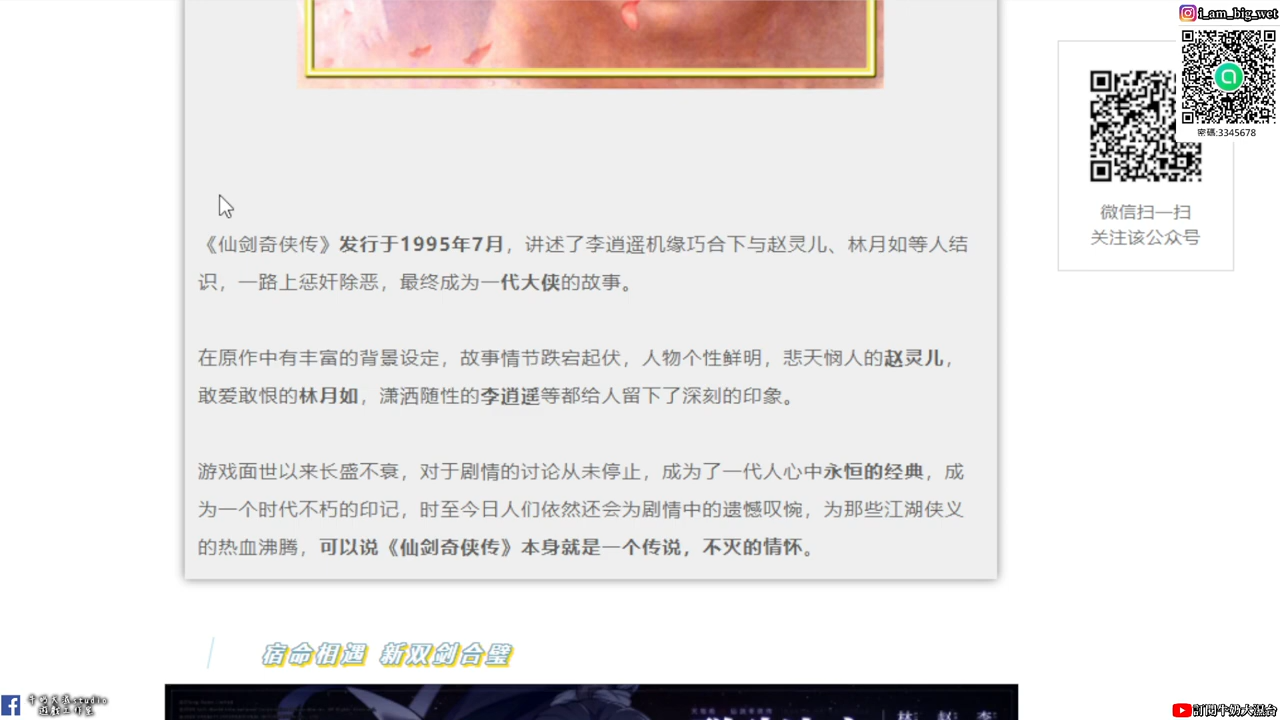 i_am_big_wet
密碼:3345678
微信扫一扫
关注该公众号
《仙剑奇侠传》发行于1995年7月，讲述了李逍遥机缘巧合下与赵灵儿、林月如等人结
识，一路上惩奸除恶，最终成为一代大侠的故事。
在原作中有丰富的背景设定，故事情节跌宕起伏，人物个性鲜明，悲天悯人的赵灵儿，
敢爱敢恨的林月如，潇洒随性的李逍遥等都给人留下了深刻的印象。
游戏面世以来长盛不衰，对于剧情的讨论从未停止，成为了一代人心中永恒的经典，成
为一个时代不朽的印记，时至今日人们依然还会为剧情中的遗憾叹惋，为那些江湖侠义
的热血沸腾，可以说《仙剑奇侠传》本身就是一个传说，不灭的情怀。
宿命相遇 新双剑合璧
林 赵 李
遊戲工作室
訂閱牛奶大濕台